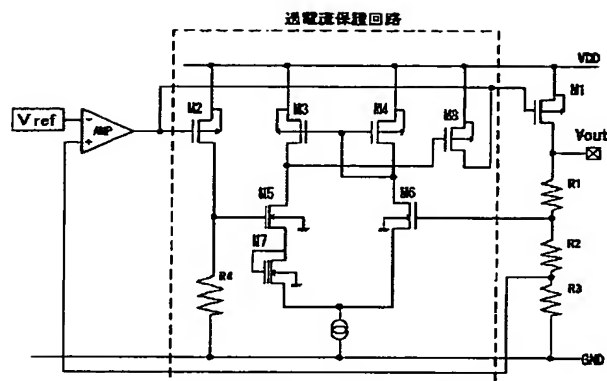 過電流保護回路
VDD
M2
M3
M4
M8
M1
Vref
AMP
-
+
Vout
M5
M6
R1
M7
R2
R4
R3
GND